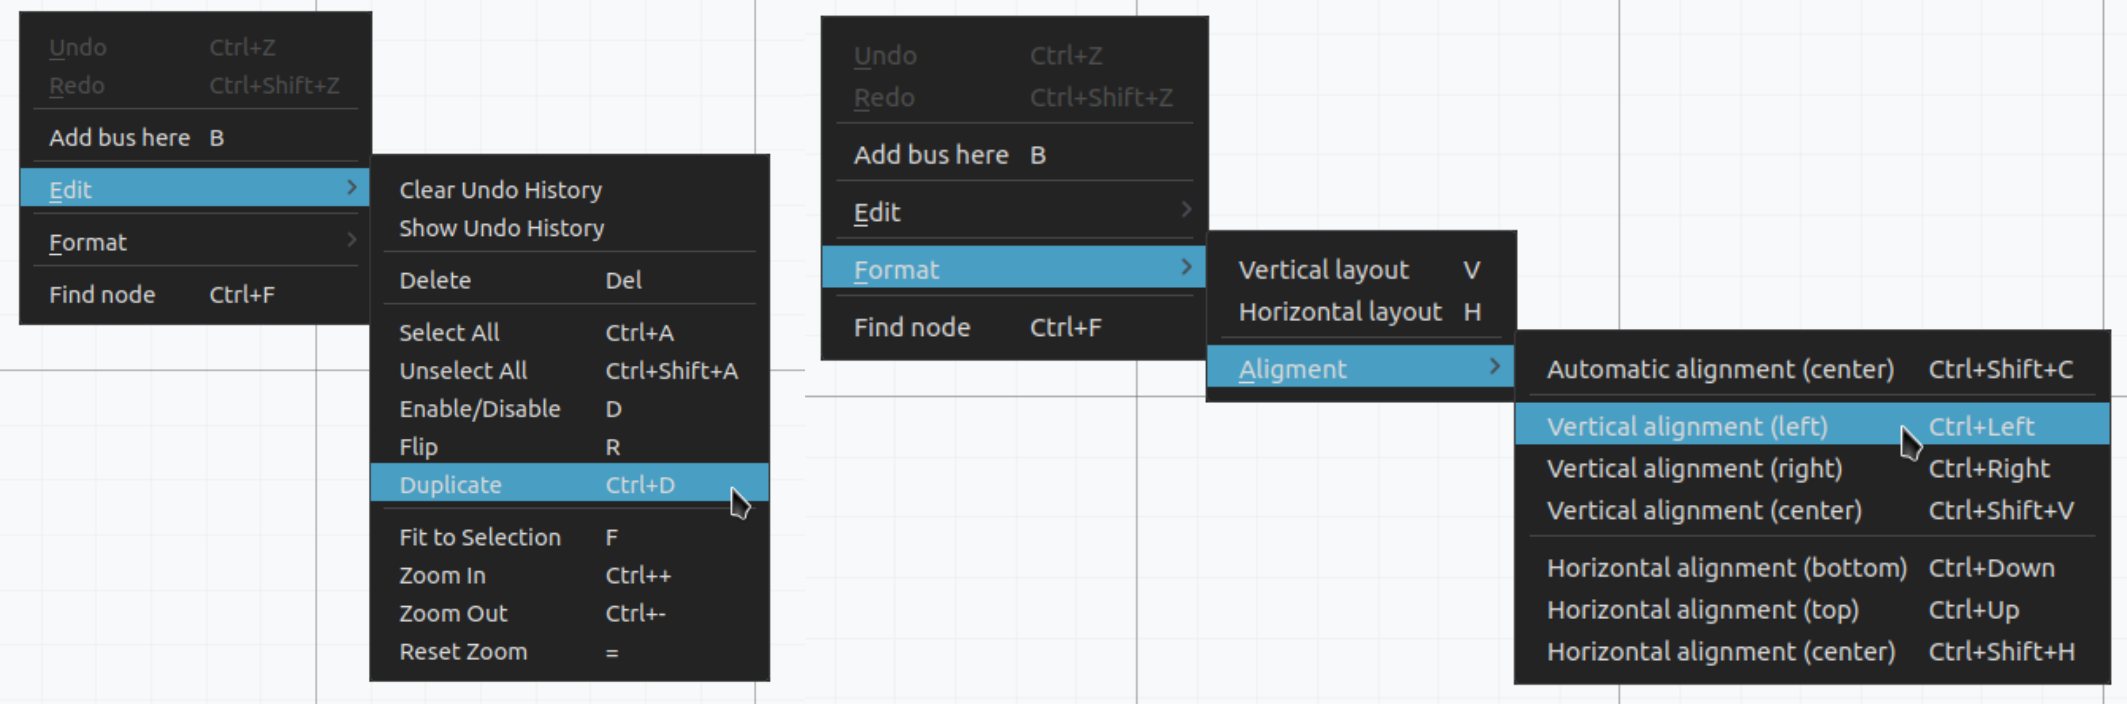 Undo Ctrl+Z
Redo Ctrl+Shift+Z
Add bus here B
Edit
Format
Find node Ctrl+F
Clear Undo History
Show Undo History
Delete Del
Select All Ctrl+A
Unselect All Ctrl+Shift+A
Enable/Disable D
Flip R
Duplicate Ctrl+D
Fit to Selection F
Zoom In Ctrl++
Zoom Out Ctrl+-
Reset Zoom =
Undo Ctrl+Z
Redo Ctrl+Shift+Z
Add bus here B
Edit
Format
Find node Ctrl+F
Vertical layout V
Horizontal layout H
Aligment
Automatic alignment (center) Ctrl+Shift+C
Vertical alignment (left) Ctrl+Left
Vertical alignment (right) Ctrl+Right
Vertical alignment (center) Ctrl+Shift+V
Horizontal alignment (bottom) Ctrl+Down
Horizontal alignment (top) Ctrl+Up
Horizontal alignment (center) Ctrl+Shift+H